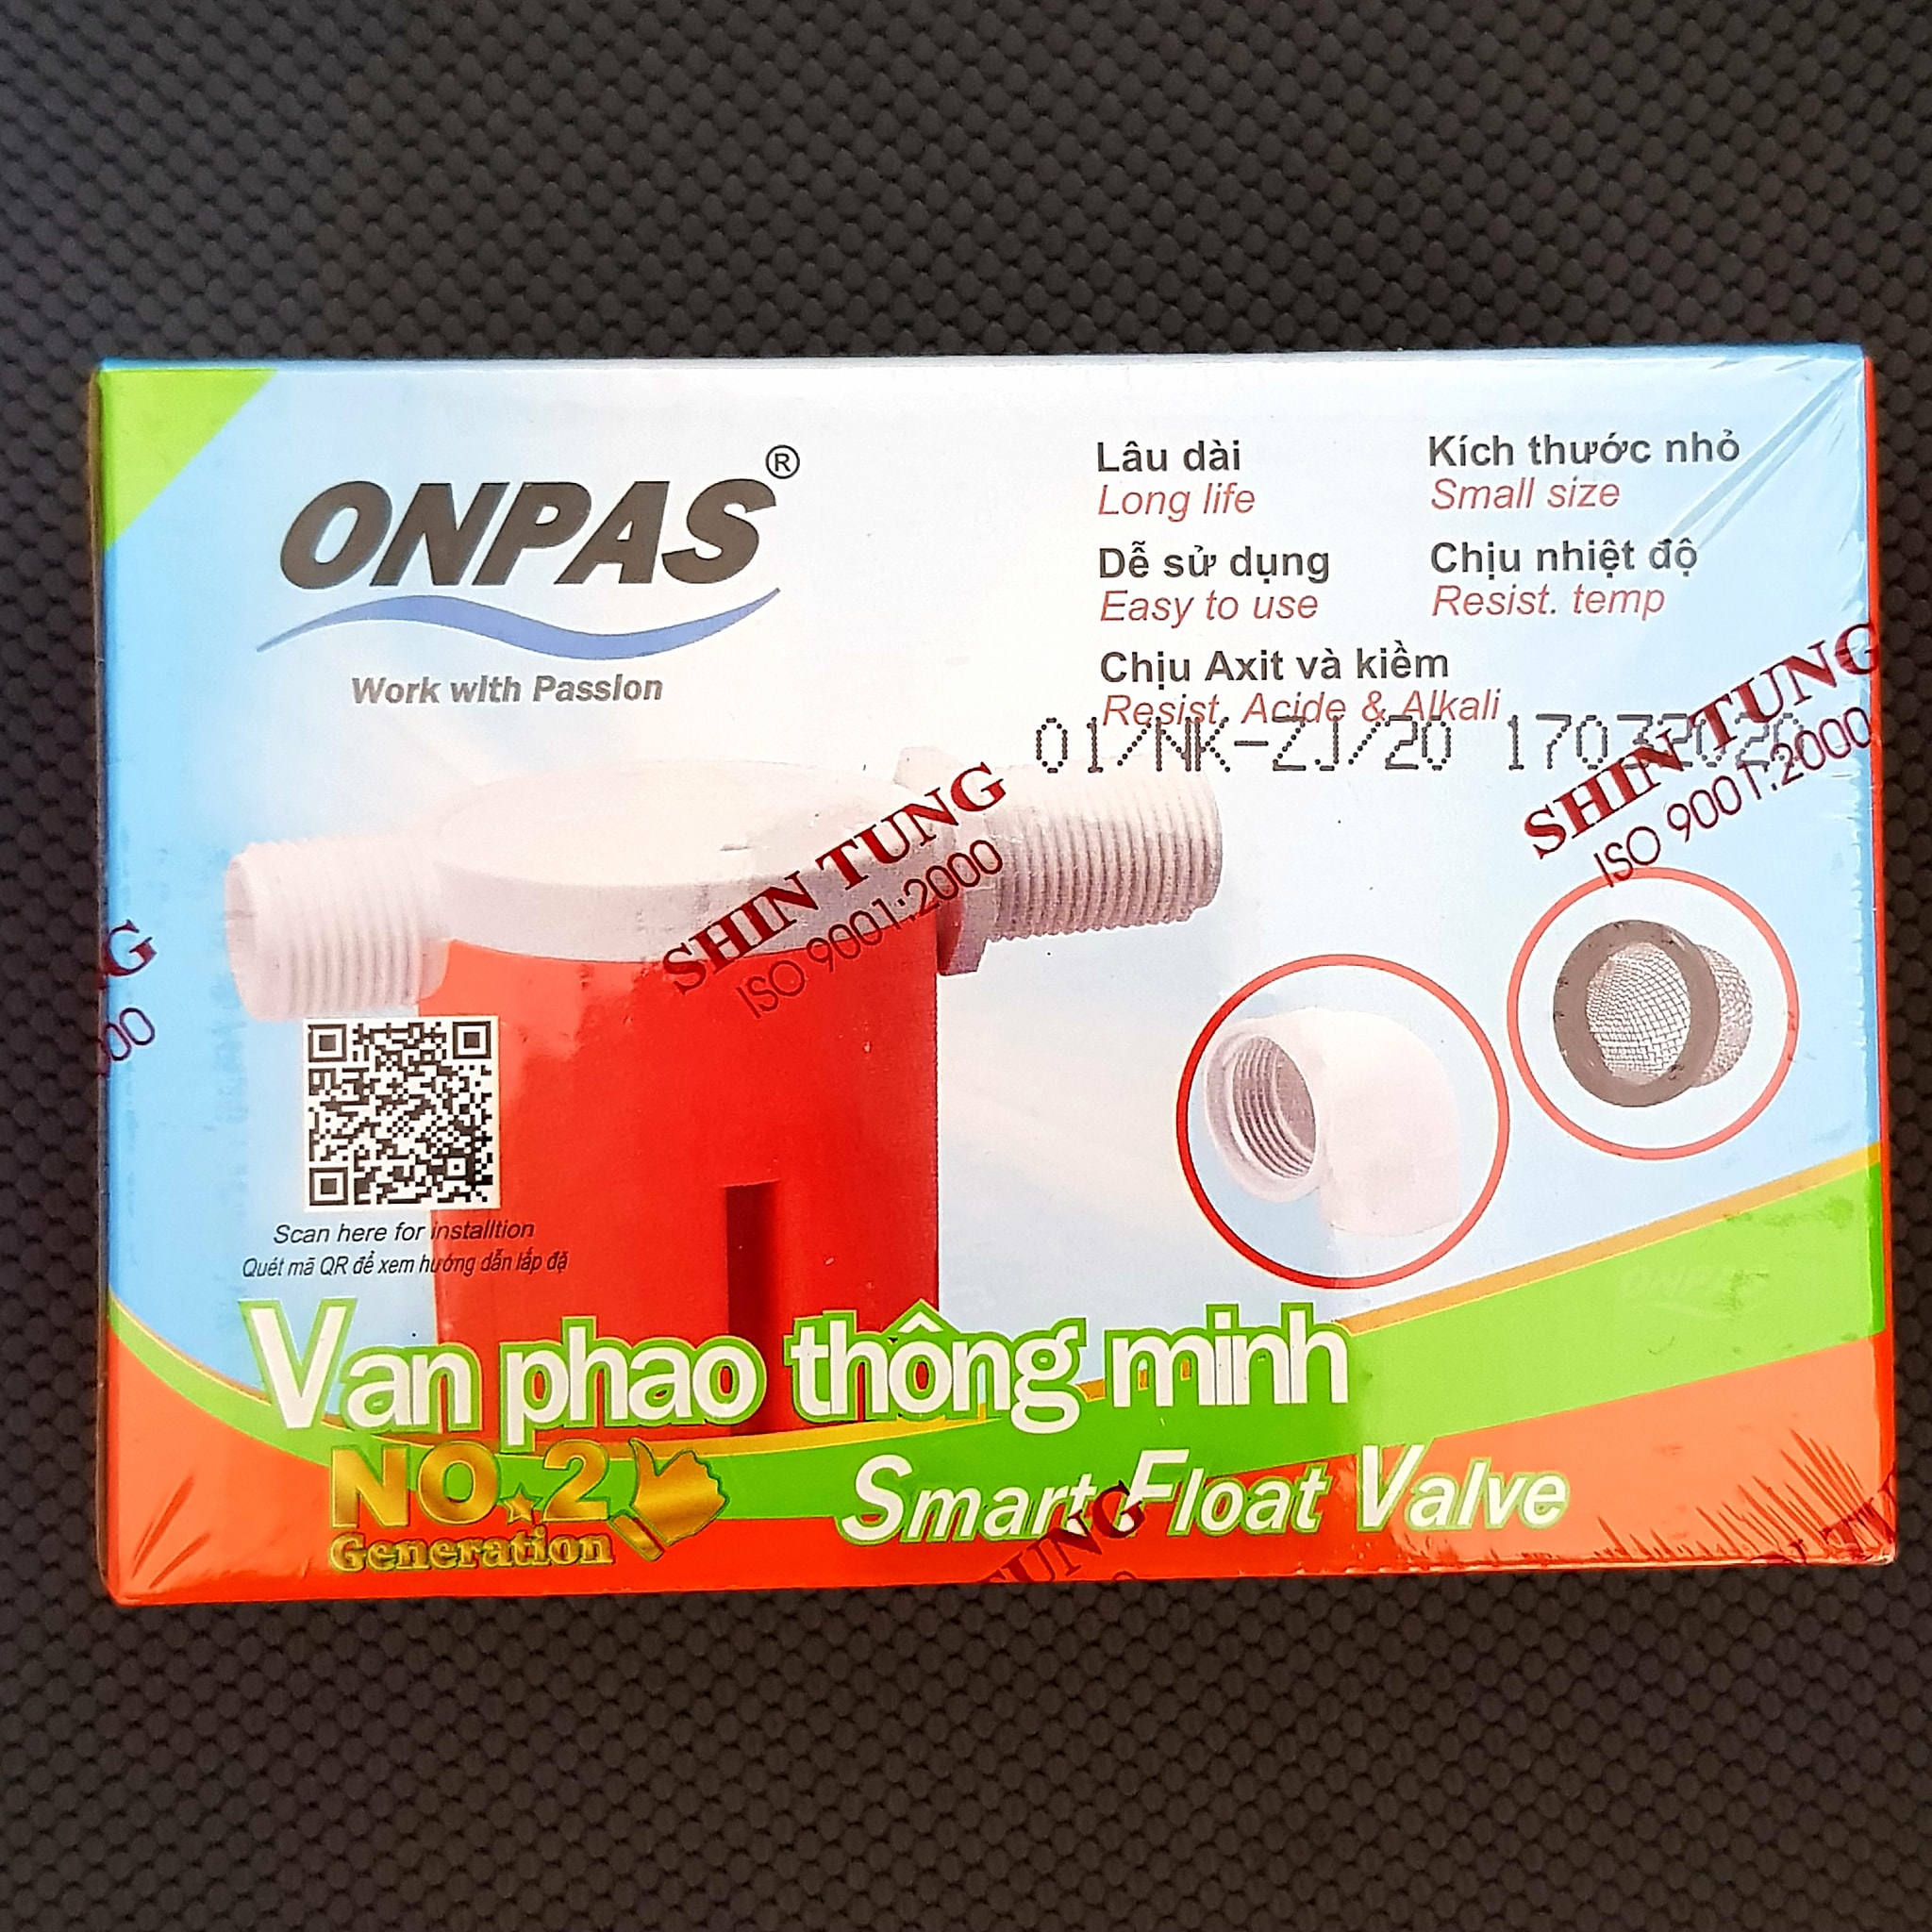 ONPAS®
Work with Passion
Lâu dài
Long life
Kích thước nhỏ
Small size
Dễ sử dụng
Easy to use
Chịu nhiệt độ
Resist. temp
Chịu Axit và kiềm
Resist. Acide & Alkali
01/NK-ZJ/20 17032020
SHIN TUNG
ISO 9001:2000
SHIN TUNG
ISO 9001:2000
G
000
Scan here for installtion
Quét mã QR để xem hướng dẫn lắp đặ
Van phao thông minh
NO.2
Generation
Smart Float Valve
TUNG
ONPAS